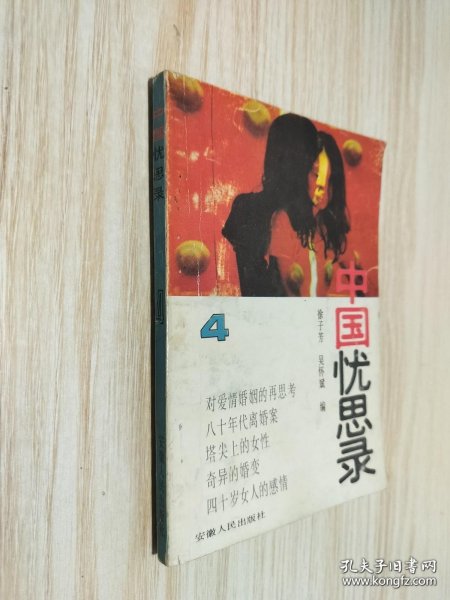 中国忧思录
徐子芳 吴怀斌 编
4
对爱情婚姻的再思考
八十年代离婚案
塔尖上的女性
奇异的婚变
四十岁女人的感情
安徽人民出版社
忧思录
孔夫子旧书网
www.kongfz.com